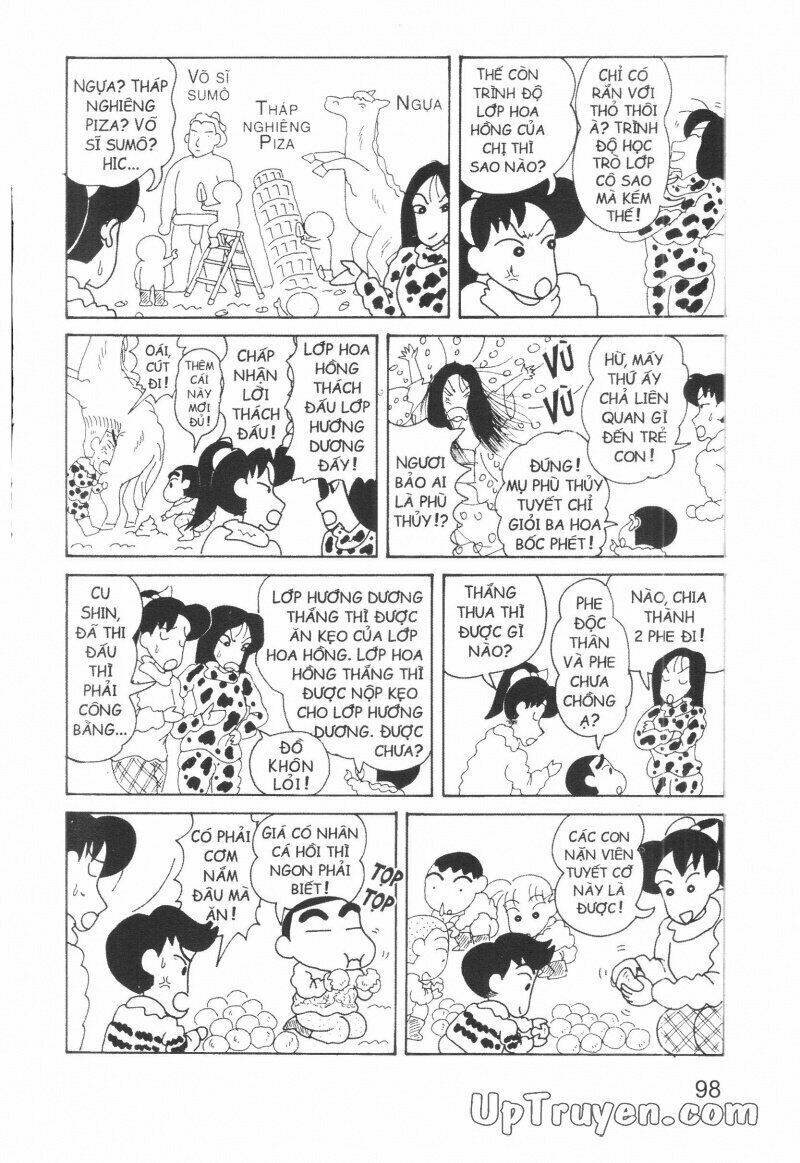 CHỈ CÓ
RẮN VỚI
THỎ THÔI
À? TRÌNH
ĐỘ HỌC
TRÒ LỚP
CÔ SAO
MÀ KÉM
THẾ!
THẾ CÒN
TRÌNH ĐỘ
LỚP HOA
HỒNG CỦA
CHỊ THÌ
SAO NÀO?
NGỰA
THÁP
NGHIÊNG
PIZA
VÕ SĨ
SUMÔ
NGỰA? THÁP
NGHIÊNG
PIZA? VÕ
SĨ SUMÔ?
HIC...
HỪ, MẤY
THỨ ẤY
CHẢ LIÊN
QUAN GÌ
ĐẾN TRẺ
CON!
ĐÚNG!
MỤ PHÙ THỦY
TUYẾT CHỈ
GIỎI BA HOA
BỐC PHÉT!
VÙ
VÙ
NGƯƠI
BẢO AI
LÀ PHÙ
THỦY!?
LỚP HOA
HỒNG THÁCH
ĐẤU LỚP
HƯỚNG
DƯƠNG
ĐẤY!
CHẤP
NHẬN
LỜI
THÁCH
ĐẤU!
THÊM
CÁI
NÀY
MỚI
ĐỦ!
OÁI,
CÚT
ĐI!
NÀO, CHIA
THÀNH
2 PHE ĐI!
PHE
ĐỘC
THÂN
VÀ PHE
CHƯA
CHỒNG
Ạ?
THẮNG
THUA THÌ
ĐƯỢC GÌ
NÀO?
LỚP HƯỚNG DƯƠNG
THẮNG THÌ ĐƯỢC
ĂN KẸO CỦA LỚP
HOA HỒNG. LỚP HOA
HỒNG THẮNG THÌ
ĐƯỢC NỘP KẸO
CHO LỚP HƯỚNG
DƯƠNG. ĐƯỢC
CHƯA?
ĐỒ
KHÔN
LỎI!
CU
SHIN,
ĐÃ THI
ĐẤU
THÌ
PHẢI
CÔNG
BẰNG...
CÁC CON
NẶN VIÊN
TUYẾT CỠ
NÀY LÀ
ĐƯỢC!
GIÁ CÓ NHÂN
CÁ HỒI THÌ
NGON PHẢI
BIẾT!
TỌP
TỌP
CÓ PHẢI
CƠM
NẮM
ĐÂU MÀ
ĂN!
98
UpTruyen.com